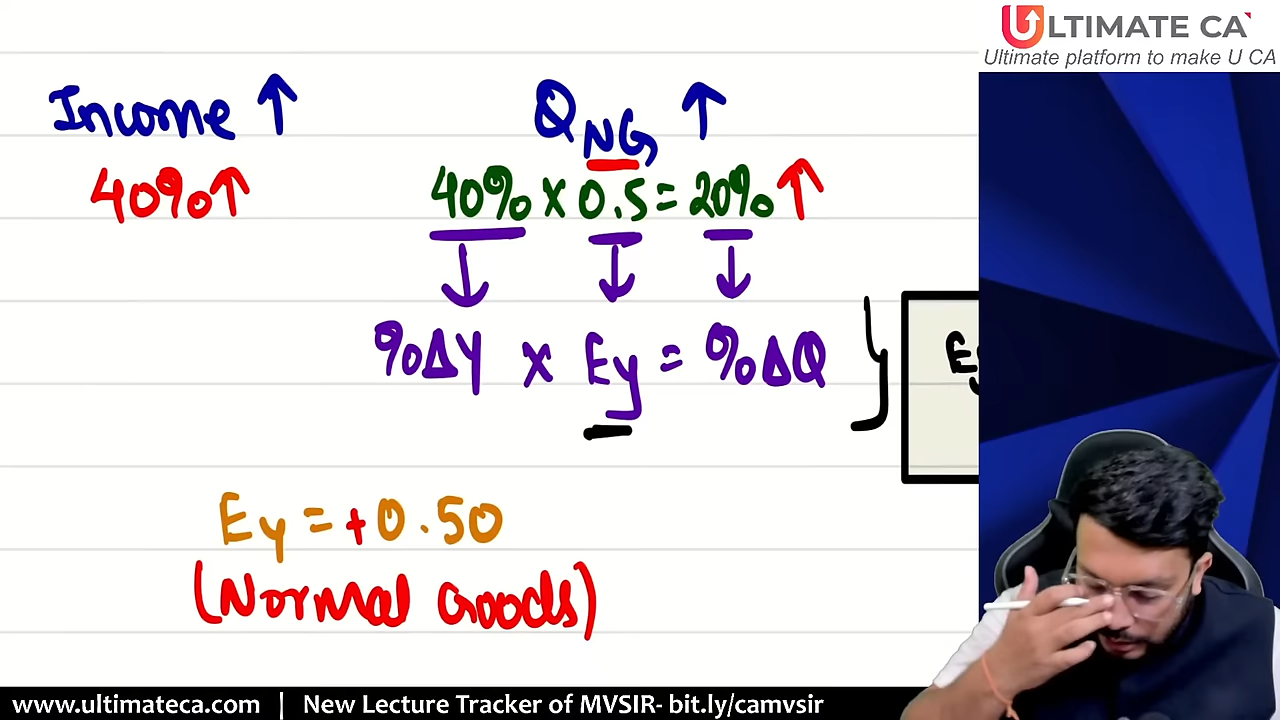 ULTIMATE CA
Ultimate platform to make U CA
Income ↑
Q NG ↑
40%↑
40% x 0.5 = 20% ↑
%ΔY x Ey = %ΔQ
Ey = +0.50
(Normal Goods)
www.ultimateca.com | New Lecture Tracker of MVSIR- bit.ly/camvsir